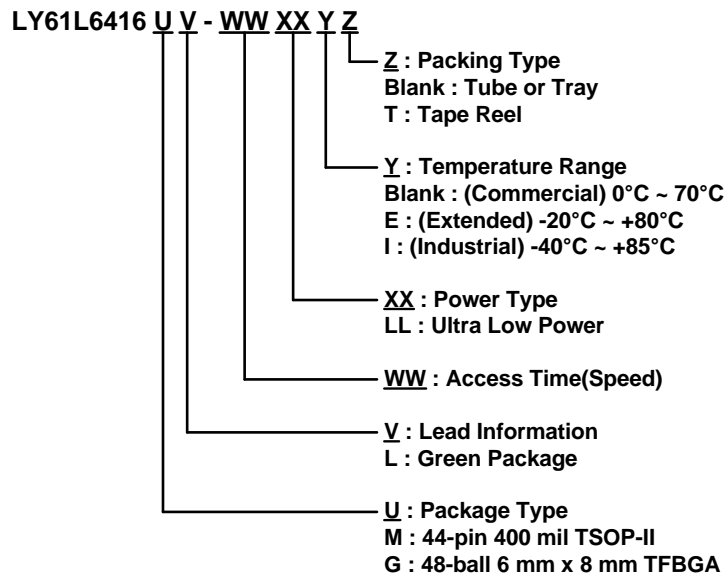 LY61L6416 U V - WW XX Y Z
Z : Packing Type
Blank : Tube or Tray
T : Tape Reel
Y : Temperature Range
Blank : (Commercial) 0°C ~ 70°C
E : (Extended) -20°C ~ +80°C
I : (Industrial) -40°C ~ +85°C
XX : Power Type
LL : Ultra Low Power
WW : Access Time(Speed)
V : Lead Information
L : Green Package
U : Package Type
M : 44-pin 400 mil TSOP-II
G : 48-ball 6 mm x 8 mm TFBGA